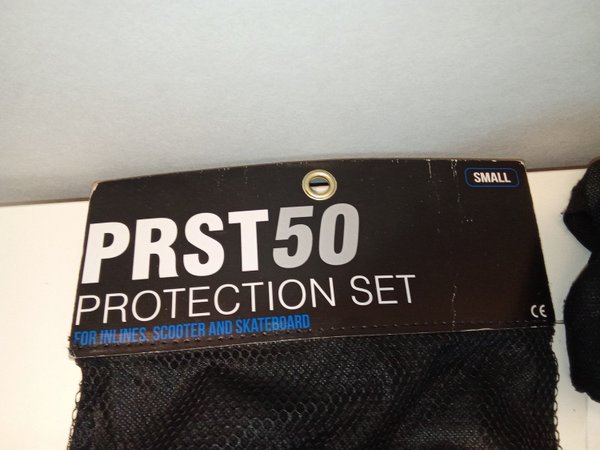 SMALL
PRST50
PROTECTION SET
FOR INLINES, SCOOTER AND SKATEBOARD
CE